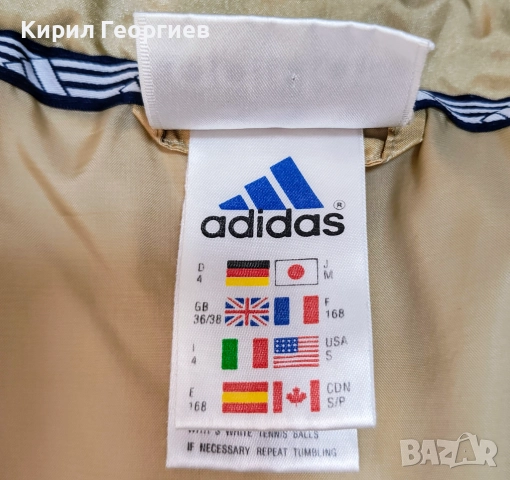 Кирил Георгиев
adidas ®
D 4 J M
GB 36/38 F 168
I 4 USA S
E 168 CDN S/P
3 WHITE TENNIS BALLS
IF NECESSARY REPEAT TUMBLING
BAZAR